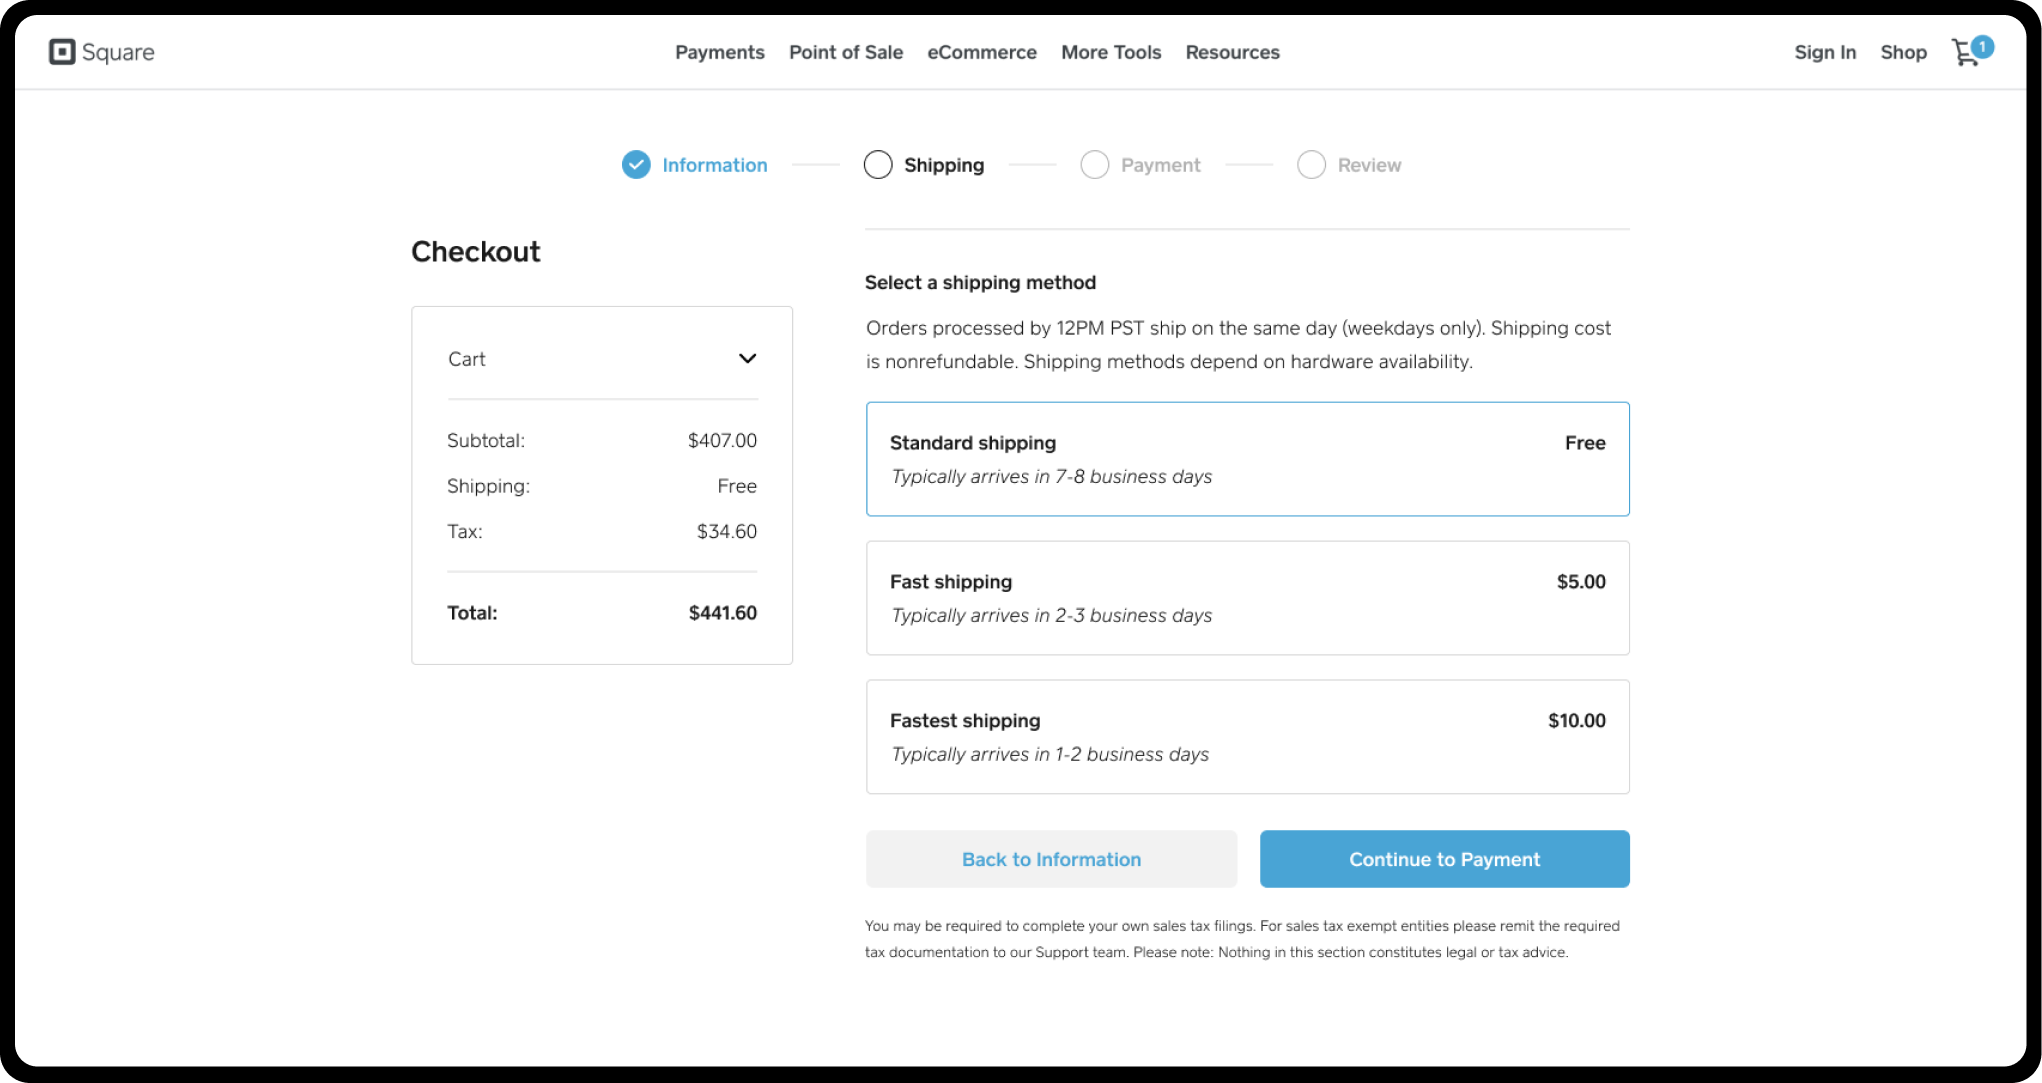 Square
Payments Point of Sale eCommerce More Tools Resources
Sign In Shop 1
Information Shipping Payment Review
Checkout
Cart
Subtotal: $407.00
Shipping: Free
Tax: $34.60
Total: $441.60
Select a shipping method
Orders processed by 12PM PST ship on the same day (weekdays only). Shipping cost
is nonrefundable. Shipping methods depend on hardware availability.
Standard shipping Free
Typically arrives in 7-8 business days
Fast shipping $5.00
Typically arrives in 2-3 business days
Fastest shipping $10.00
Typically arrives in 1-2 business days
Back to Information Continue to Payment
You may be required to complete your own sales tax filings. For sales tax exempt entities please remit the required
tax documentation to our Support team. Please note: Nothing in this section constitutes legal or tax advice.